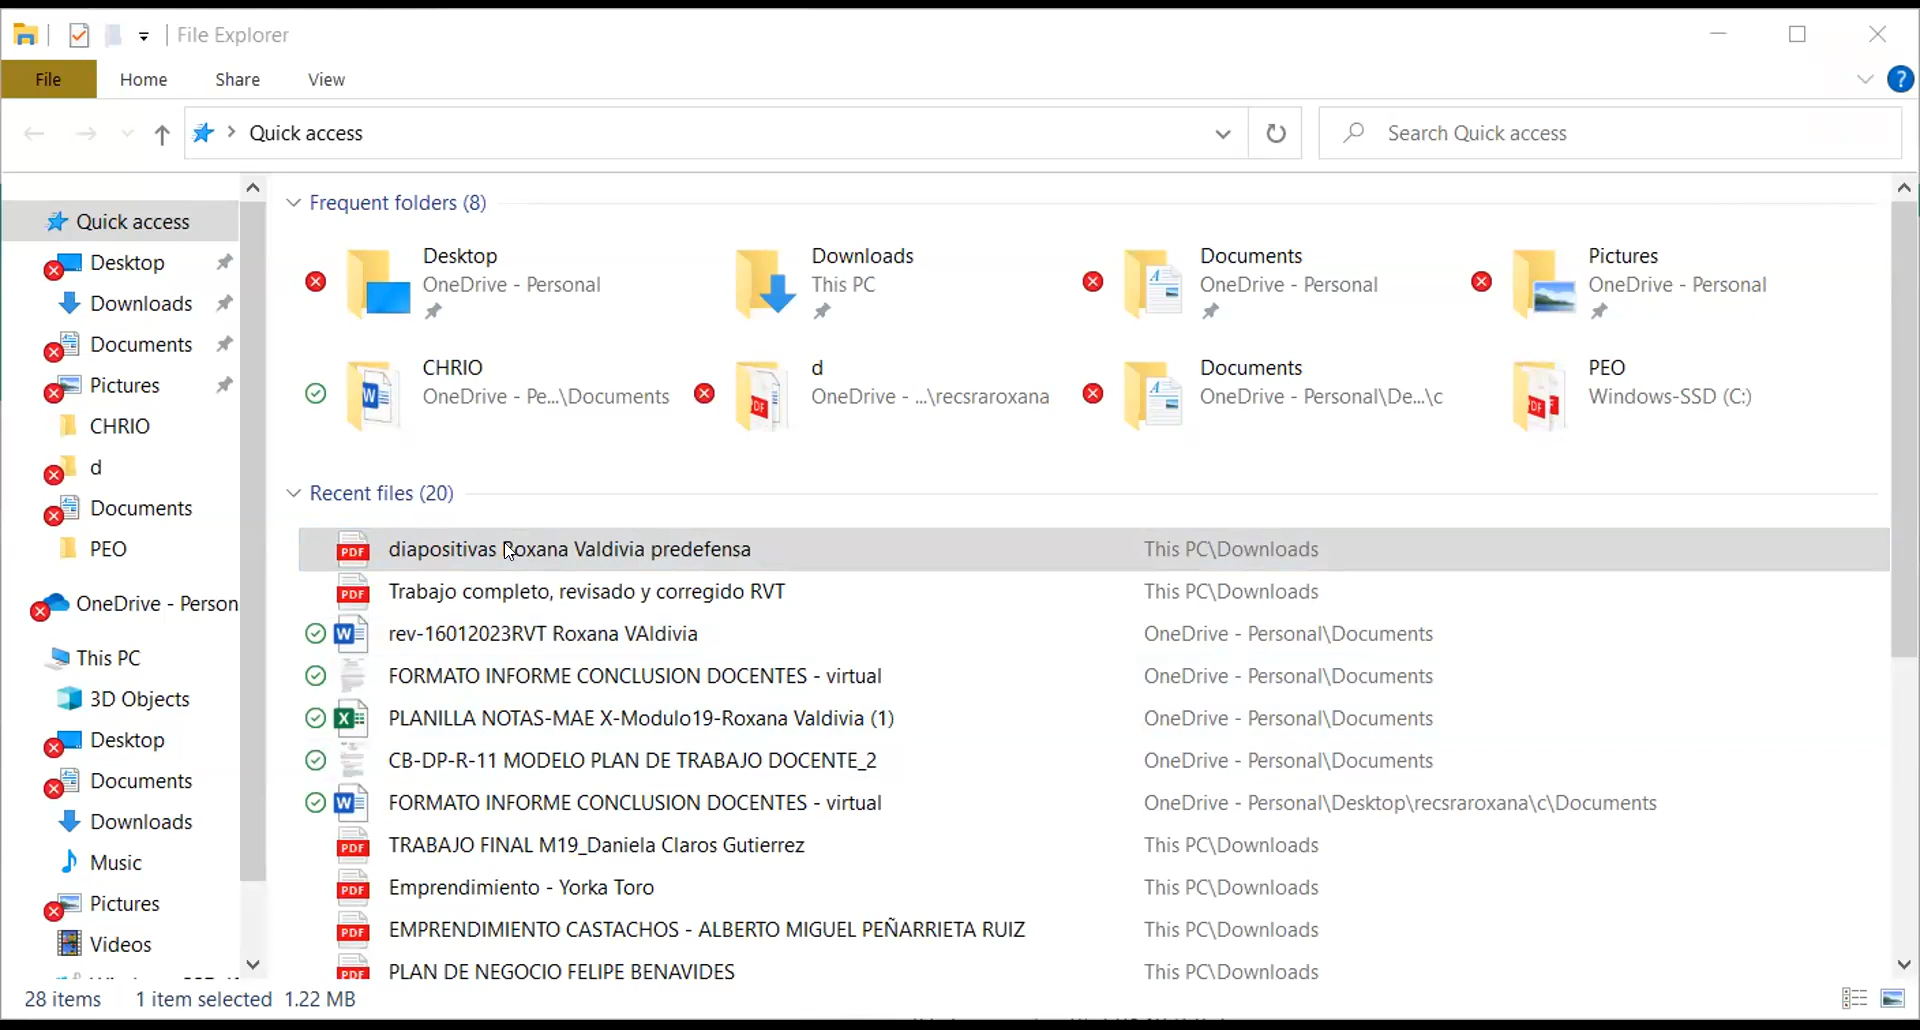 File Explorer
File Home Share View
Quick access
Search Quick access
Quick access
Desktop
Downloads
Documents
Pictures
CHRIO
d
Documents
PEO
OneDrive - Person
This PC
3D Objects
Desktop
Documents
Downloads
Music
Pictures
Videos
Frequent folders (8)
Desktop
OneDrive - Personal
Downloads
This PC
Documents
OneDrive - Personal
Pictures
OneDrive - Personal
CHRIO
OneDrive - Pe...\Documents
d
OneDrive - ...\recsraroxana
Documents
OneDrive - Personal\De...\c
PEO
Windows-SSD (C:)
Recent files (20)
diapositivas Roxana Valdivia predefensa This PC\Downloads
Trabajo completo, revisado y corregido RVT This PC\Downloads
rev-16012023RVT Roxana VAldivia OneDrive - Personal\Documents
FORMATO INFORME CONCLUSION DOCENTES - virtual OneDrive - Personal\Documents
PLANILLA NOTAS-MAE X-Modulo19-Roxana Valdivia (1) OneDrive - Personal\Documents
CB-DP-R-11 MODELO PLAN DE TRABAJO DOCENTE_2 OneDrive - Personal\Documents
FORMATO INFORME CONCLUSION DOCENTES - virtual OneDrive - Personal\Desktop\recsraroxana\c\Documents
TRABAJO FINAL M19_Daniela Claros Gutierrez This PC\Downloads
Emprendimiento - Yorka Toro This PC\Downloads
EMPRENDIMIENTO CASTACHOS - ALBERTO MIGUEL PEÑARRIETA RUIZ This PC\Downloads
PLAN DE NEGOCIO FELIPE BENAVIDES This PC\Downloads
28 items 1 item selected 1.22 MB